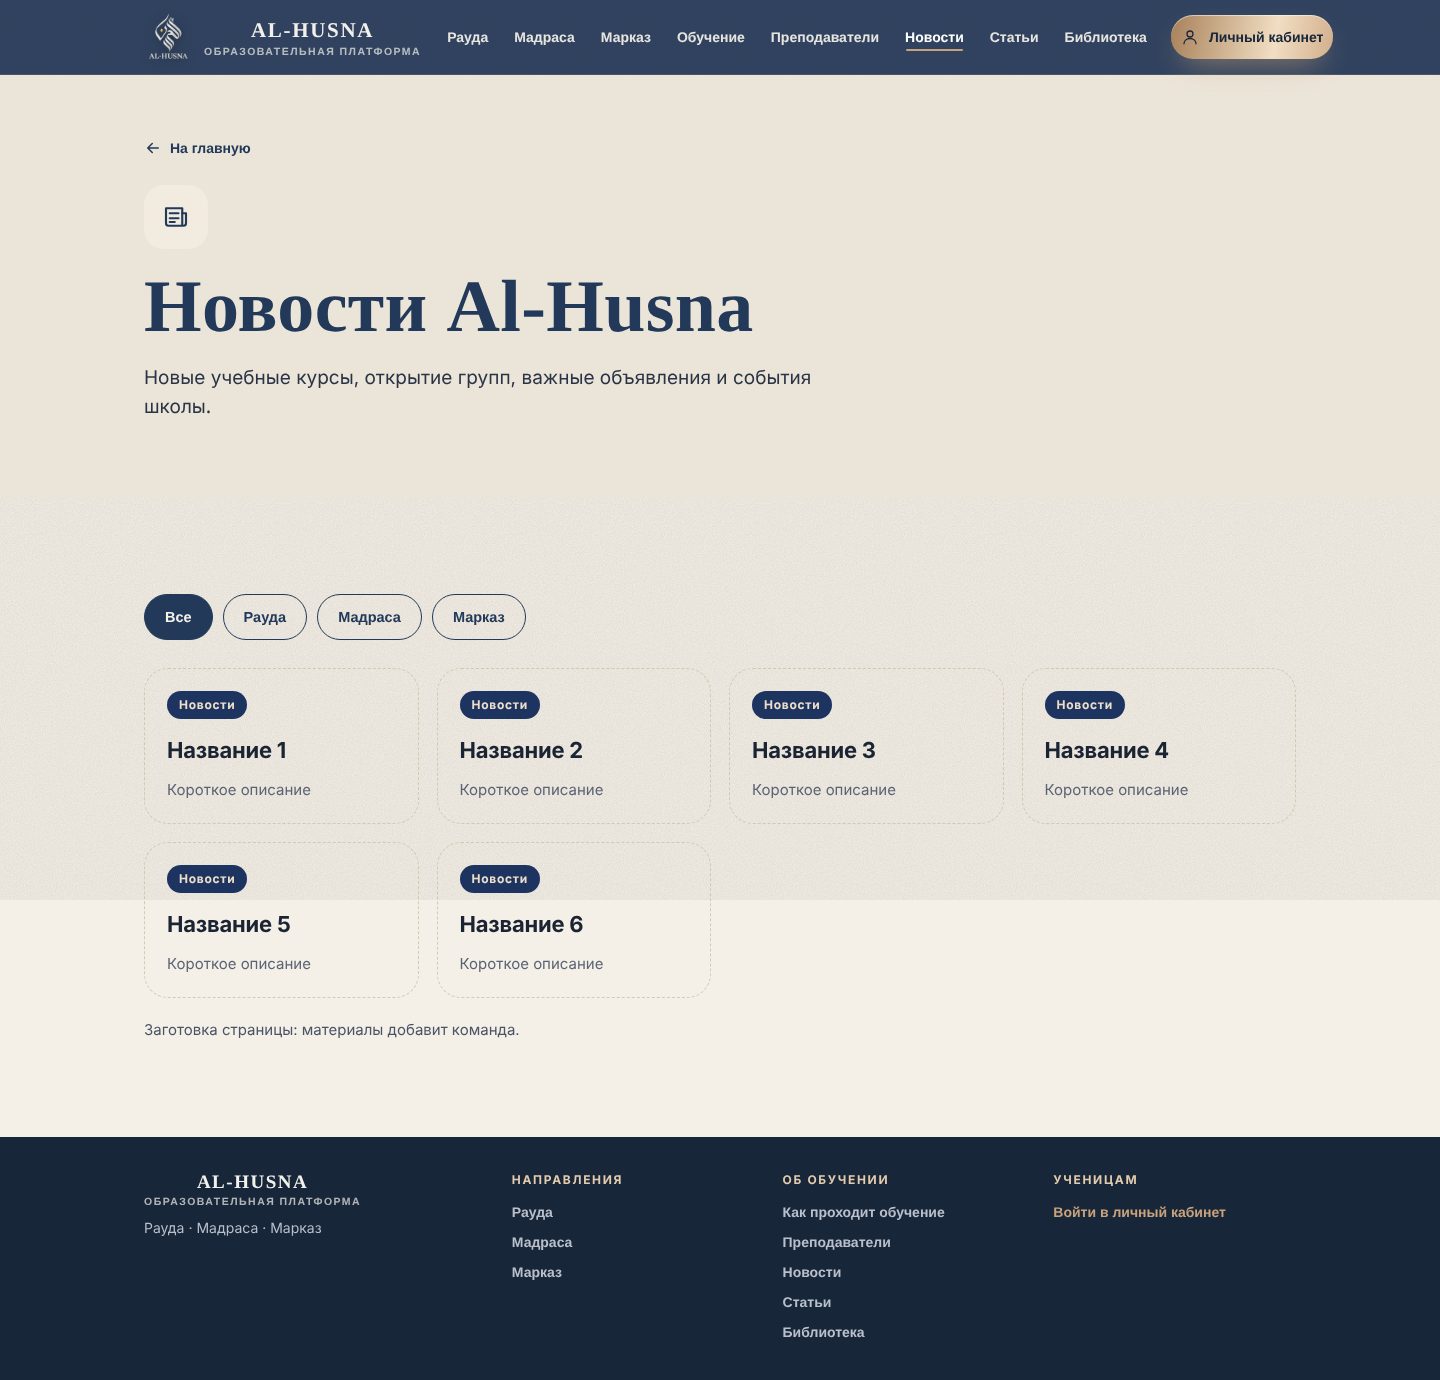 AL-HUSNA
AL-HUSNA
ОБРАЗОВАТЕЛЬНАЯ ПЛАТФОРМА
Рауда
Мадраса
Марказ
Обучение
Преподаватели
Новости
Статьи
Библиотека
Личный кабинет
На главную
Новости Al-Husna
Новые учебные курсы, открытие групп, важные объявления и события
школы.
Все
Рауда
Мадраса
Марказ
Новости
Название 1
Короткое описание
Новости
Название 2
Короткое описание
Новости
Название 3
Короткое описание
Новости
Название 4
Короткое описание
Новости
Название 5
Короткое описание
Новости
Название 6
Короткое описание
Заготовка страницы: материалы добавит команда.
AL-HUSNA
ОБРАЗОВАТЕЛЬНАЯ ПЛАТФОРМА
Рауда · Мадраса · Марказ
НАПРАВЛЕНИЯ
Рауда
Мадраса
Марказ
ОБ ОБУЧЕНИИ
Как проходит обучение
Преподаватели
Новости
Статьи
Библиотека
УЧЕНИЦАМ
Войти в личный кабинет